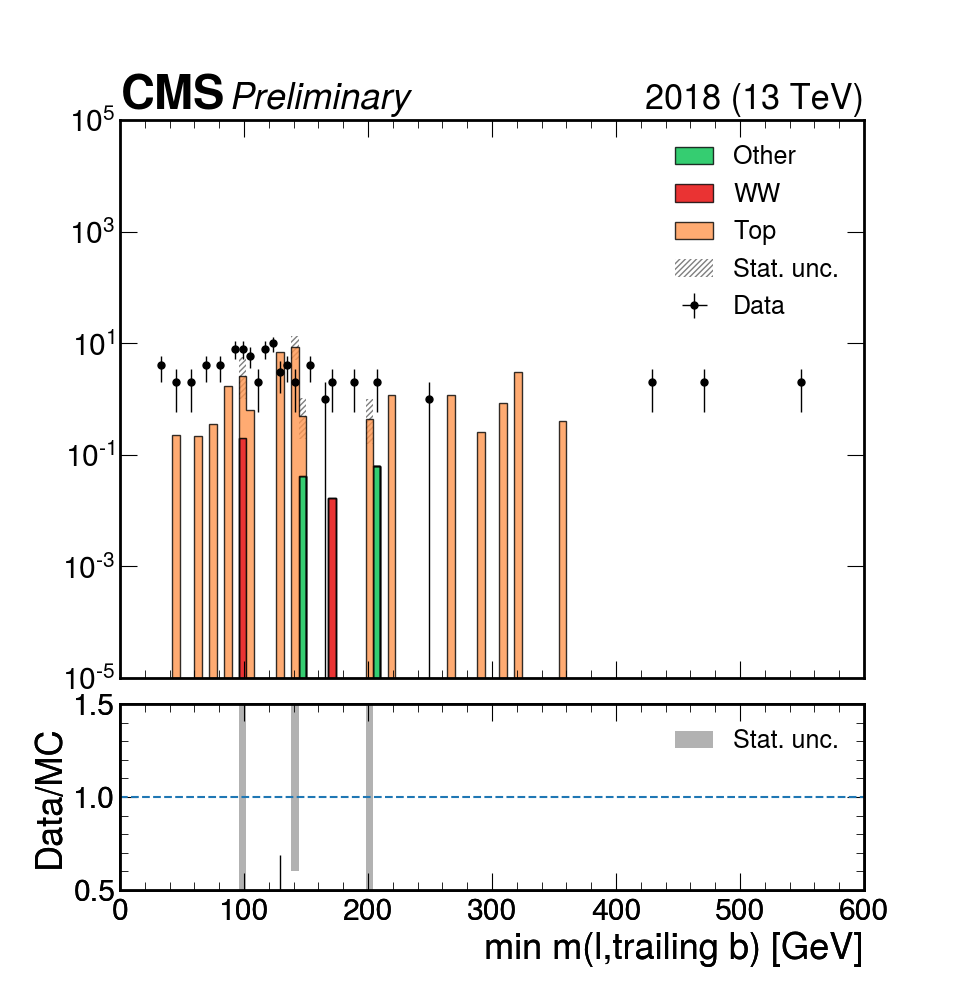 CMS Preliminary 2018 (13 TeV)
10^5
Other
WW
10^3
Top
Stat. unc.
Data
10^1
10^-1
10^-3
10^-5
1.5
Stat. unc.
Data/MC
1.0
0.5
0 100 200 300 400 500 600
min m(l,trailing b) [GeV]